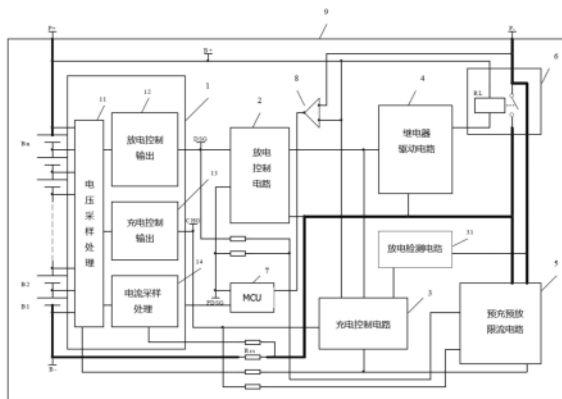 P+
9
P-
B+
6
11
12
1
8
4
RL
2
Bn
放电控制
输出
DSG
放电
控制
电路
继电器
驱动电路
电压采样处理
13
充电控制
输出
CHG
放电检测电路
31
14
7
5
B2
电流采样
处理
PDSG
MCU
3
B1
充电控制电路
预充预放
限流电路
B-